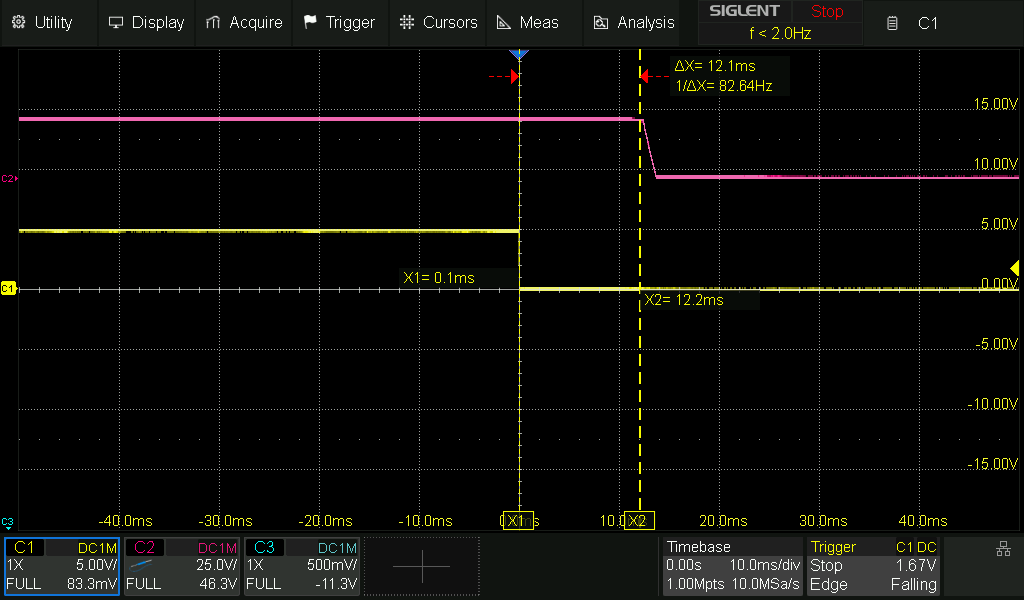 Utility Display Acquire Trigger Cursors Meas Analysis SIGLENT Stop C1
f < 2.0Hz
ΔX= 12.1ms
1/ΔX= 82.64Hz
15.00V
10.00V
C2
5.00V
X1= 0.1ms
C1 0.00V
X2= 12.2ms
-5.00V
-10.00V
-15.00V
C3 -40.0ms -30.0ms -20.0ms -10.0ms X1 X2 20.0ms 30.0ms 40.0ms
C1 DC1M C2 DC1M C3 DC1M Timebase Trigger C1 DC
1X 5.00V/ 25.0V/ 1X 500mV/ 0.00s 10.0ms/div Stop 1.67V
FULL 83.3mV FULL 46.3V FULL -11.3V 1.00Mpts 10.0MSa/s Edge Falling